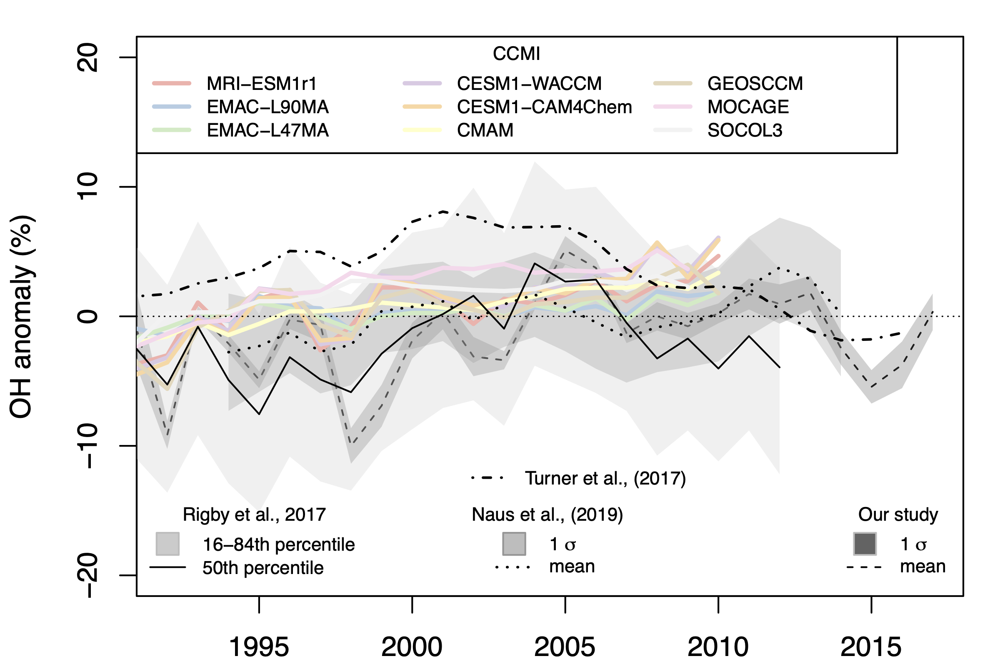 CCMI
MRI−ESM1r1
EMAC−L90MA
EMAC−L47MA
CESM1−WACCM
CESM1−CAM4Chem
CMAM
GEOSCCM
MOCAGE
SOCOL3
OH anomaly (%)
20
10
0
−10
−20
Turner et al., (2017)
Rigby et al., 2017
16−84th percentile
50th percentile
Naus et al., (2019)
1 σ
mean
Our study
1 σ
mean
1995 2000 2005 2010 2015